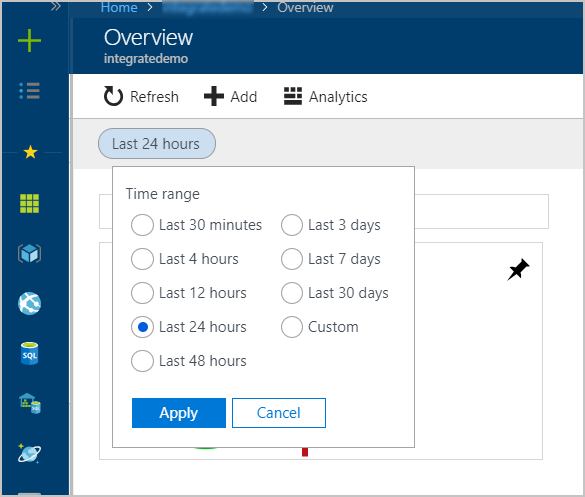 Home > > Overview
Overview
integratedemo
Refresh Add Analytics
Last 24 hours
Time range
Last 30 minutes Last 3 days
Last 4 hours Last 7 days
Last 12 hours Last 30 days
Last 24 hours Custom
Last 48 hours
SQL
Apply Cancel